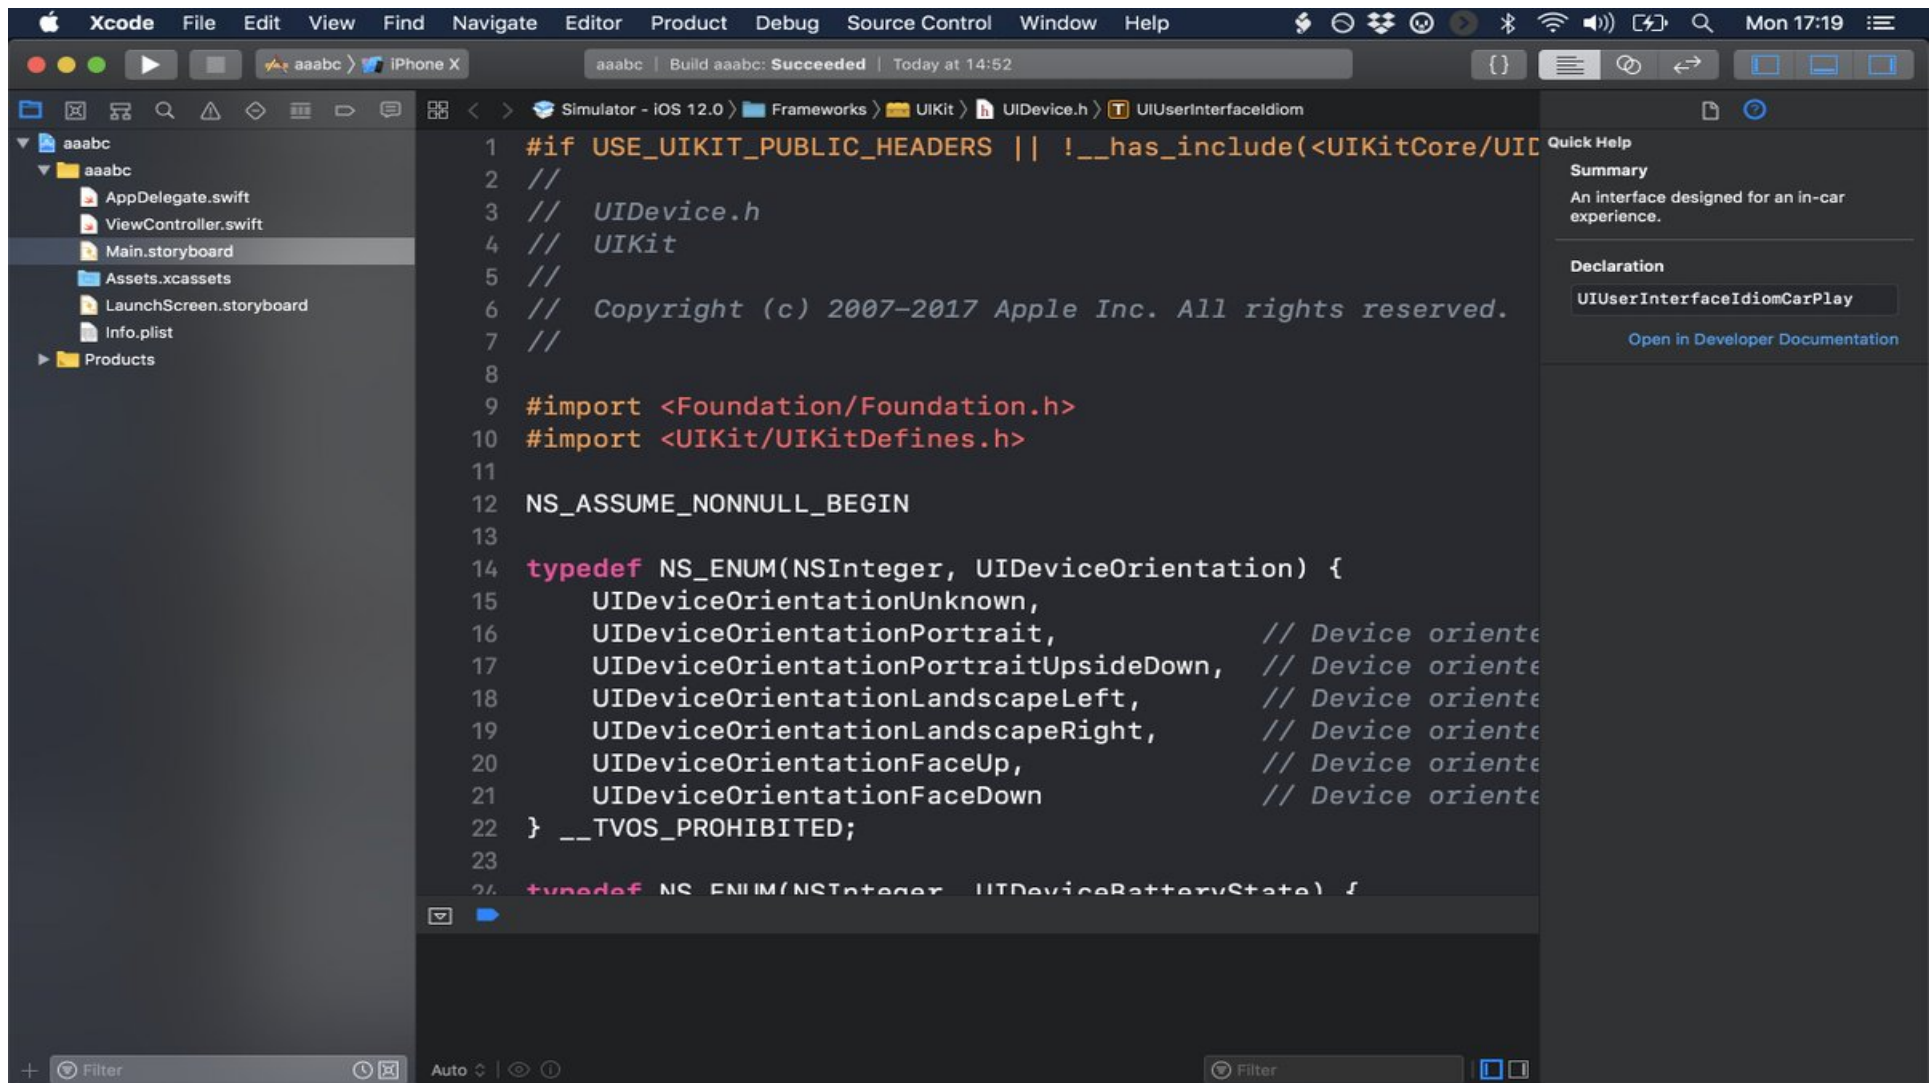 Xcode File Edit View Find Navigate Editor Product Debug Source Control Window Help Mon 17:19
aaabc 〉 iPhone X
aaabc | Build aaabc: Succeeded | Today at 14:52
{}
Simulator - iOS 12.0 〉 Frameworks 〉 UIKit 〉 h UIDevice.h 〉 T UIUserInterfaceIdiom
aaabc
aaabc
AppDelegate.swift
ViewController.swift
Main.storyboard
Assets.xcassets
LaunchScreen.storyboard
Info.plist
Products
Filter
1 #if USE_UIKIT_PUBLIC_HEADERS || !__has_include(<UIKitCore/UID
2 //
3 //  UIDevice.h
4 //  UIKit
5 //
6 //  Copyright (c) 2007-2017 Apple Inc. All rights reserved.
7 //
8
9 #import <Foundation/Foundation.h>
10 #import <UIKit/UIKitDefines.h>
11
12 NS_ASSUME_NONNULL_BEGIN
13
14 typedef NS_ENUM(NSInteger, UIDeviceOrientation) {
15     UIDeviceOrientationUnknown,
16     UIDeviceOrientationPortrait,            // Device oriente
17     UIDeviceOrientationPortraitUpsideDown,  // Device oriente
18     UIDeviceOrientationLandscapeLeft,       // Device oriente
19     UIDeviceOrientationLandscapeRight,      // Device oriente
20     UIDeviceOrientationFaceUp,              // Device oriente
21     UIDeviceOrientationFaceDown             // Device oriente
22 } __TVOS_PROHIBITED;
23
24 typedef NS_ENUM(NSInteger, UIDeviceBatteryState) {
Auto
Filter
Quick Help
Summary
An interface designed for an in-car
experience.
Declaration
UIUserInterfaceIdiomCarPlay
Open in Developer Documentation